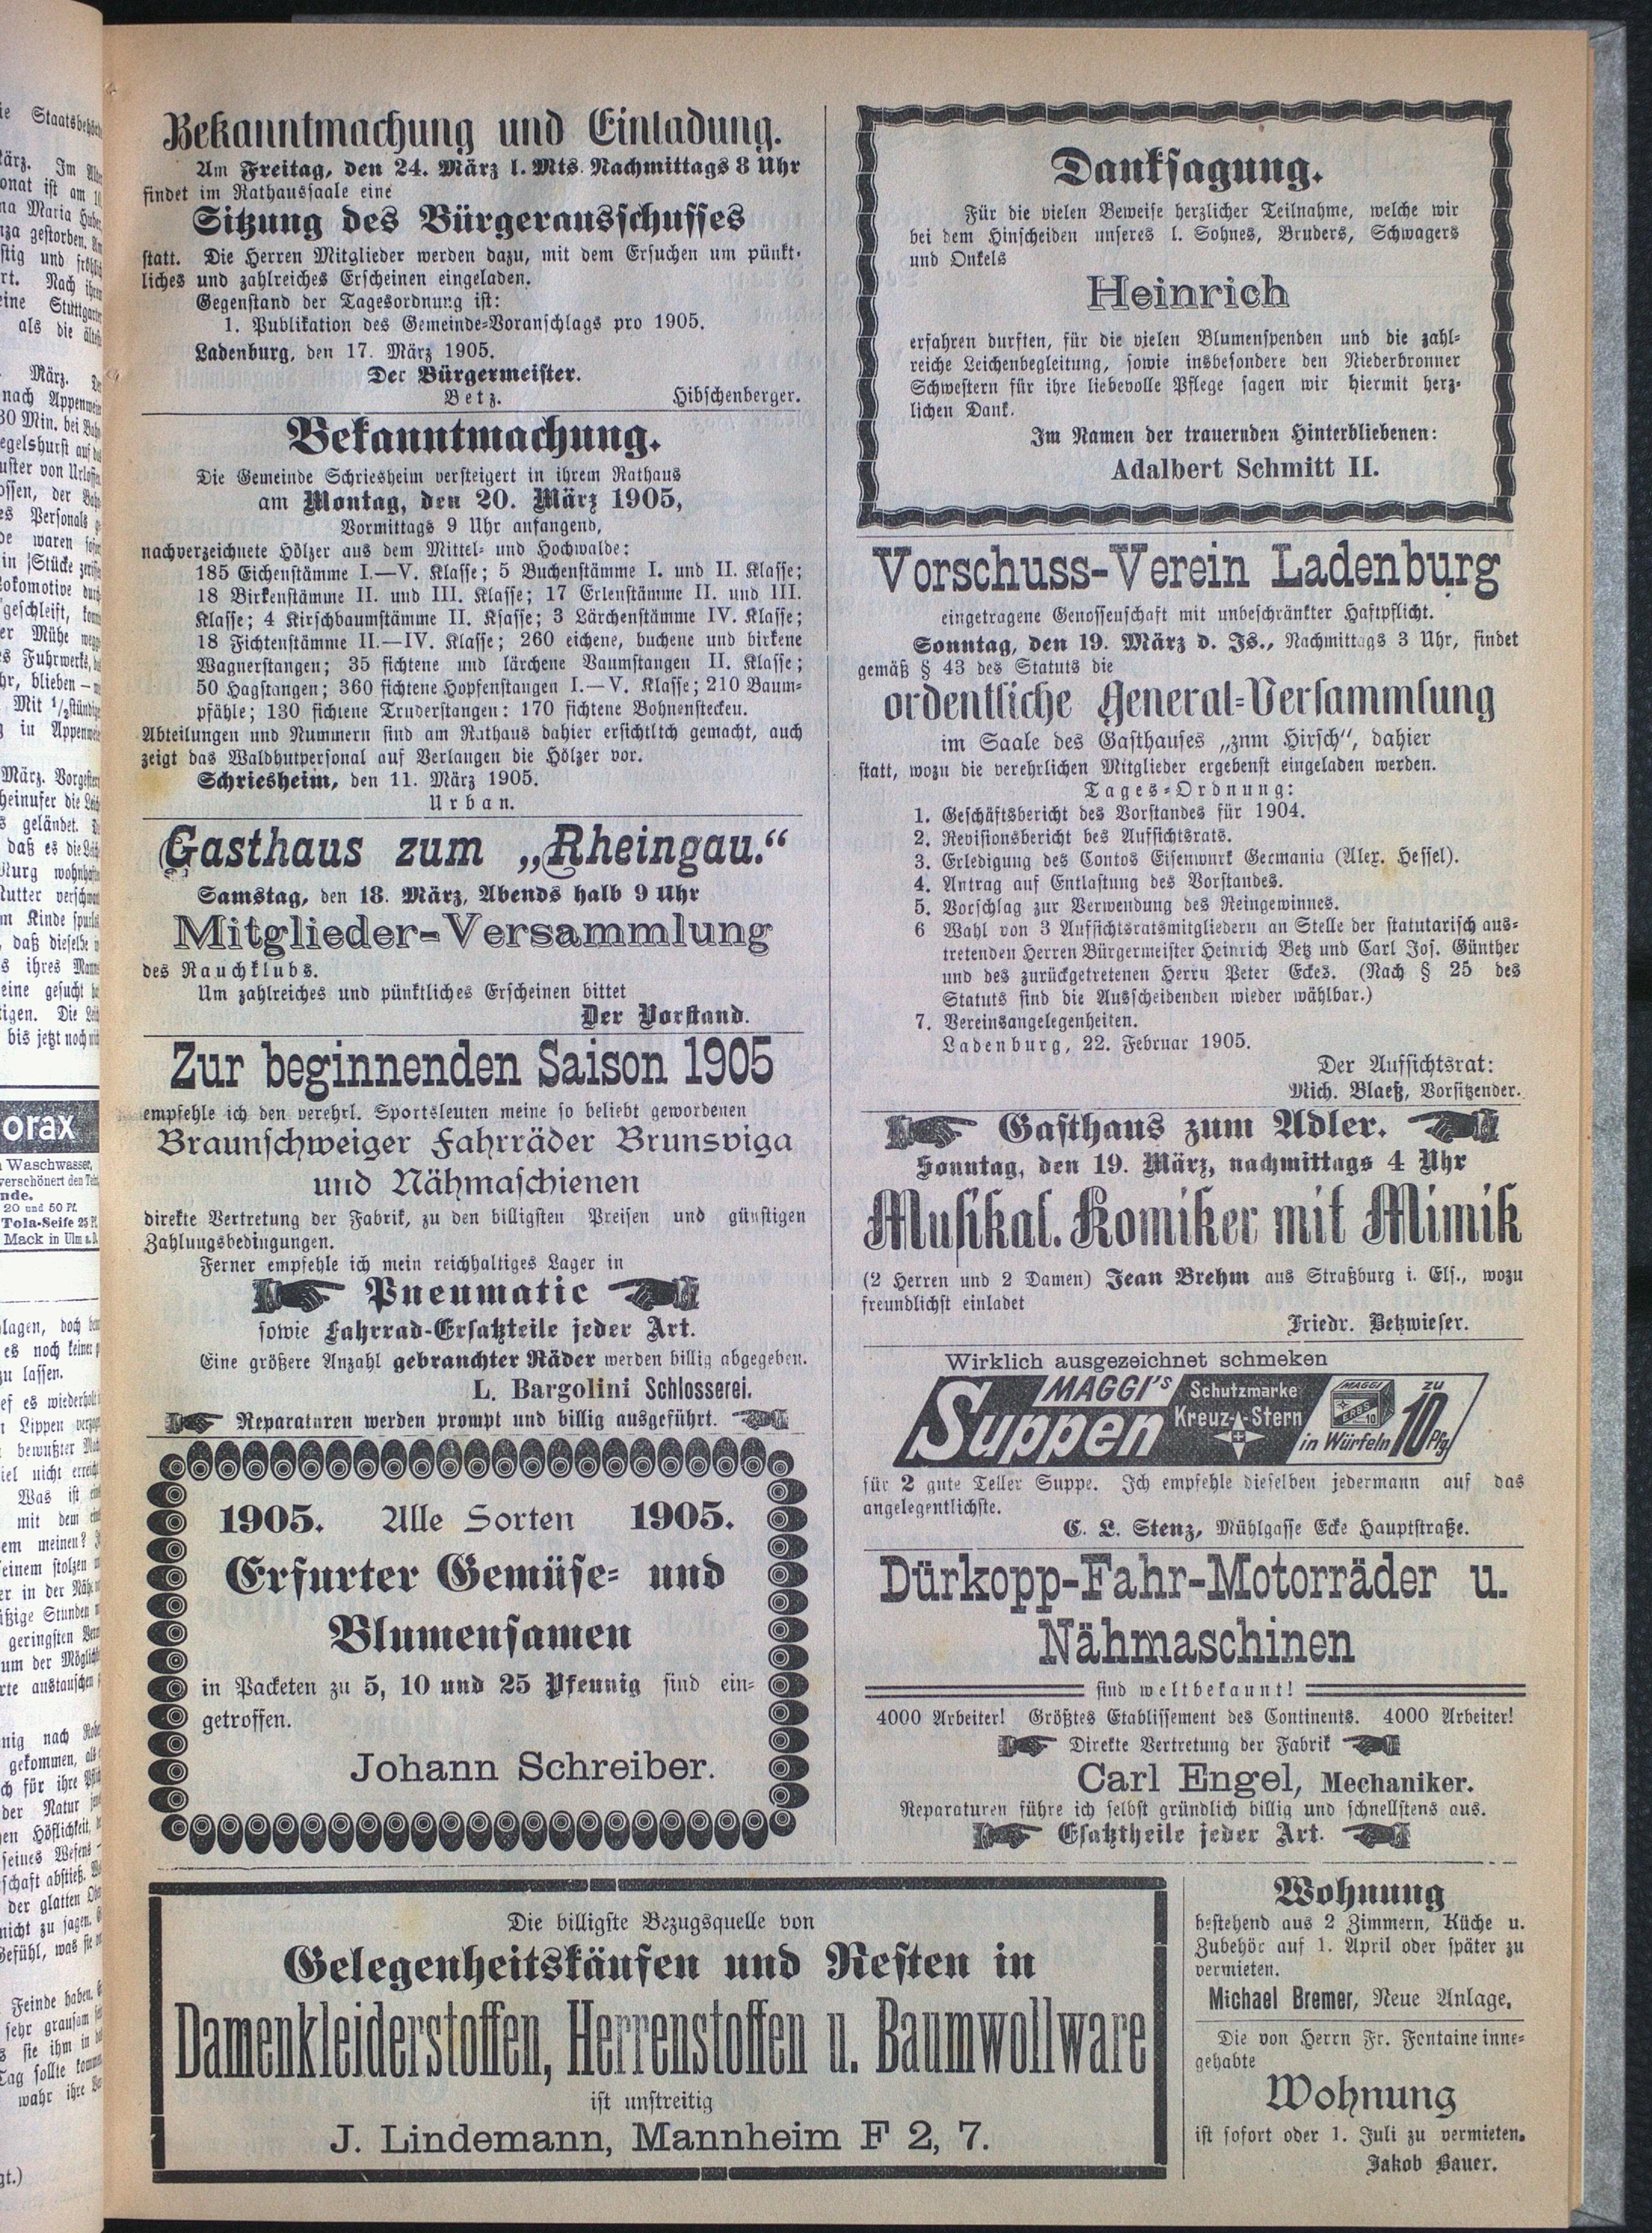 Bekanntmachung und Einladung.
Am Freitag, den 24. März l. Mts. Nachmittags 8 Uhr
findet im Rathaussaale eine
Sitzung des Bürgerausschusses
statt. Die Herren Mitglieder werden dazu, mit dem Ersuchen um pünkt-
liches und zahlreiches Erscheinen eingeladen.
Gegenstand der Tagesordnung ist:
1. Publikation des Gemeinde-Voranschlags pro 1905.
Ladenburg, den 17. März 1905.
Der Bürgermeister.
Betz.
Hibschenberger.
Bekanntmachung.
Die Gemeinde Schriesheim versteigert in ihrem Rathaus
am Montag, den 20. März 1905,
Vormittags 9 Uhr anfangend,
nachverzeichnete Hölzer aus dem Mittel- und Hochwalde:
185 Eichenstämme I.—V. Klasse; 5 Buchenstämme I. und II. Klasse;
18 Birkenstämme II. und III. Klasse; 17 Erlenstämme II. und III.
Klasse; 4 Kirschbaumstämme II. Ksasse; 3 Lärchenstämme IV. Klasse;
18 Fichtenstämme II.—IV. Klasse; 260 eichene, buchene und birkene
Wagnerstangen; 35 fichtene und lärchene Baumstangen II. Klasse;
50 Hagstangen; 360 fichtene Hopfenstangen I.—V. Klasse; 210 Baum-
pfähle; 130 fichtene Truderstangen: 170 fichtene Bohnenstecken.
Abteilungen und Nummern sind am Rathaus dahier ersichtltch gemacht, auch
zeigt das Waldhutpersonal auf Verlangen die Hölzer vor.
Schriesheim, den 11. März 1905.
Urban.
Gasthaus zum „Rheingau.“
Samstag, den 18. März, Abends halb 9 Uhr
Mitglieder-Versammlung
des Rauchklubs.
Um zahlreiches und pünktliches Erscheinen bittet
Der Vorstand.
Zur beginnenden Saison 1905
empfehle ich den verehrl. Sportsleuten meine so beliebt gewordenen
Braunschweiger Fahrräder Brunsviga
und Nähmaschienen
direkte Vertretung der Fabrik, zu den billigsten Preisen und günstigen
Zahlungsbedingungen.
Ferner empfehle ich mein reichhaltiges Lager in
Pneumatic
sowie Fahrrad-Ersatzteile jeder Art.
Eine größere Anzahl gebrauchter Räder werden billig abgegeben.
L. Bargolini Schlosserei.
Reparaturen werden prompt und billig ausgeführt.
1905. Alle Sorten 1905.
Erfurter Gemüse- und
Blumensamen
in Packeten zu 5, 10 und 25 Pfennig sind ein-
getroffen.
Johann Schreiber.
Danksagung.
Für die vielen Beweise herzlicher Teilnahme, welche wir
bei dem Hinscheiden unseres l. Sohnes, Bruders, Schwagers
und Onkels
Heinrich
erfahren durften, für die vielen Blumenspenden und die zahl-
reiche Leichenbegleitung, sowie insbesondere den Niederbronner
Schwestern für ihre liebevolle Pflege sagen wir hiermit herz-
lichen Dank.
Im Namen der trauernden Hinterbliebenen:
Adalbert Schmitt II.
Vorschuss-Verein Ladenburg
eingetragene Genossenschaft mit unbeschränkter Haftpflicht.
Sonntag, den 19. März d. Js., Nachmittags 3 Uhr, findet
gemäß § 43 des Statuts die
ordentliche General-Versammlung
im Saale des Gasthauses „zum Hirsch“, dahier
statt, wozu die verehrlichen Mitglieder ergebenst eingeladen werden.
Tages-Ordnung:
1. Geschäftsbericht des Vorstandes für 1904.
2. Revisionsbericht des Aufsichtsrats.
3. Erledigung des Contos Eisenwurk Germania (Alex. Hessel).
4. Antrag auf Entlastung des Vorstandes.
5. Vorschlag zur Verwendung des Reingewinnes.
6 Wahl von 3 Aufsichtsratsmitgliedern an Stelle der statutarisch aus-
tretenden Herren Bürgermeister Heinrich Betz und Carl Jos. Günther
und des zurückgetretenen Herrn Peter Eckes. (Nach § 25 des
Statuts sind die Ausscheidenden wieder wählbar.)
7. Vereinsangelegenheiten.
Ladenburg, 22. Februar 1905.
Der Aufsichtsrat:
Mich. Blaeß, Vorsitzender.
Gasthaus zum Adler.
Sonntag, den 19. März, nachmittags 4 Uhr
Musikal. Komiker mit Mimik
(2 Herren und 2 Damen) Jean Brehm aus Straßburg i. Els., wozu
freundlichst einladet
Friedr. Betzwieser.
Wirklich ausgezeichnet schmeken
MAGGI's Suppen Schutzmarke Kreuz-Stern in Würfeln zu 10 Pfg
für 2 gute Teller Suppe. Ich empfehle dieselben jedermann auf das
angelegentlichste.
C. L. Stenz, Mühlgasse Ecke Hauptstraße.
Dürkopp-Fahr-Motorräder u.
Nähmaschinen
sind weltbekannt!
4000 Arbeiter! Größtes Etablissement des Continents. 4000 Arbeiter!
Direkte Vertretung der Fabrik
Carl Engel, Mechaniker.
Reparaturen führe ich selbst gründlich billig und schnellstens aus.
Esatztheile jeder Art.
Die billigste Bezugsquelle von
Gelegenheitskäufen und Resten in
Damenkleiderstoffen, Herrenstoffen u. Baumwollware
ist unstreitig
J. Lindemann, Mannheim F 2, 7.
Wohnung
bestehend aus 2 Zimmern, Küche u.
Zubehör auf 1. April oder später zu
vermieten.
Michael Bremer, Neue Anlage.
Die von Herrn Fr. Fontaine inne-
gehabte
Wohnung
ist sofort oder 1. Juli zu vermieten.
Jakob Bauer.